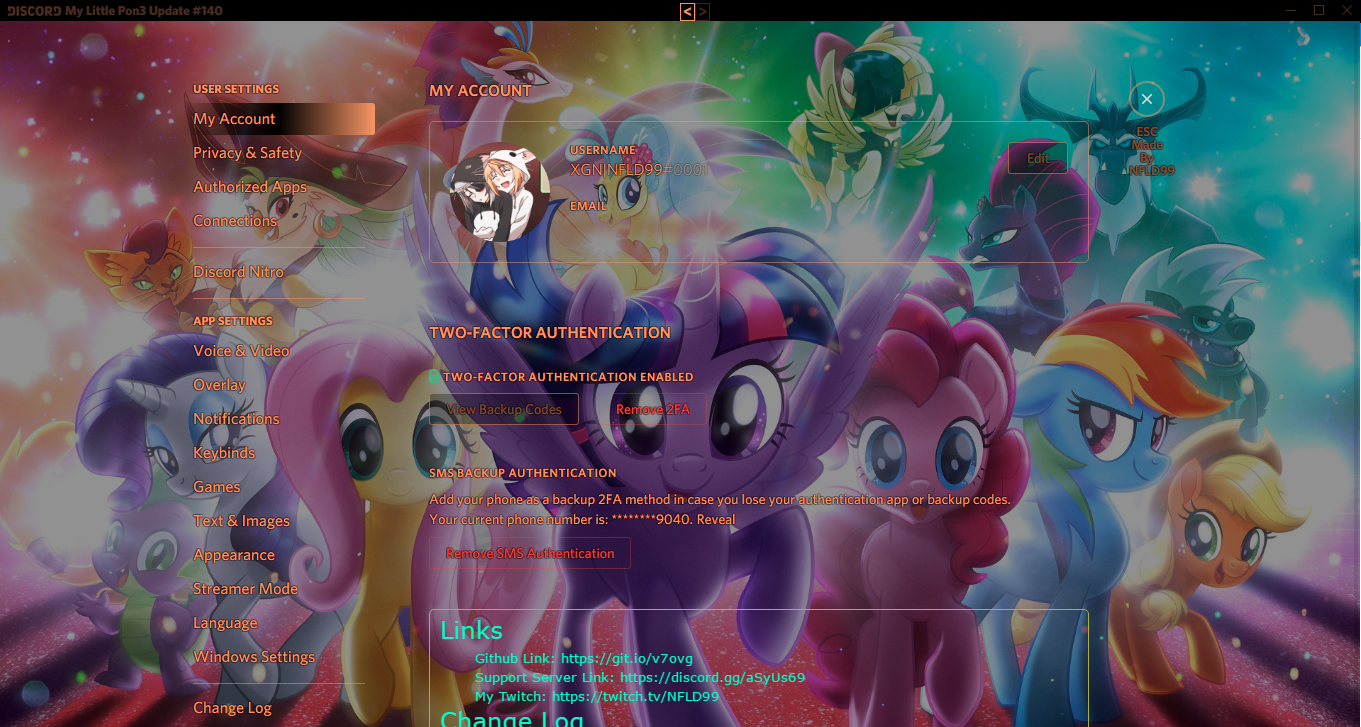 DISCORD My Little Pon3 Update #140
< >
USER SETTINGS
My Account
Privacy & Safety
Authorized Apps
Connections
Discord Nitro
APP SETTINGS
Voice & Video
Overlay
Notifications
Keybinds
Games
Text & Images
Appearance
Streamer Mode
Language
Windows Settings
Change Log
MY ACCOUNT
USERNAME
XGN|NFLD99#0001
EMAIL
Edit
ESC
Made
By
NFLD99
TWO-FACTOR AUTHENTICATION
TWO-FACTOR AUTHENTICATION ENABLED
View Backup Codes
Remove 2FA
SMS BACKUP AUTHENTICATION
Add your phone as a backup 2FA method in case you lose your authentication app or backup codes.
Your current phone number is: ********9040. Reveal
Remove SMS Authentication
Links
Github Link: https://git.io/v7ovg
Support Server Link: https://discord.gg/aSyUs69
My Twitch: https://twitch.tv/NFLD99
Change Log